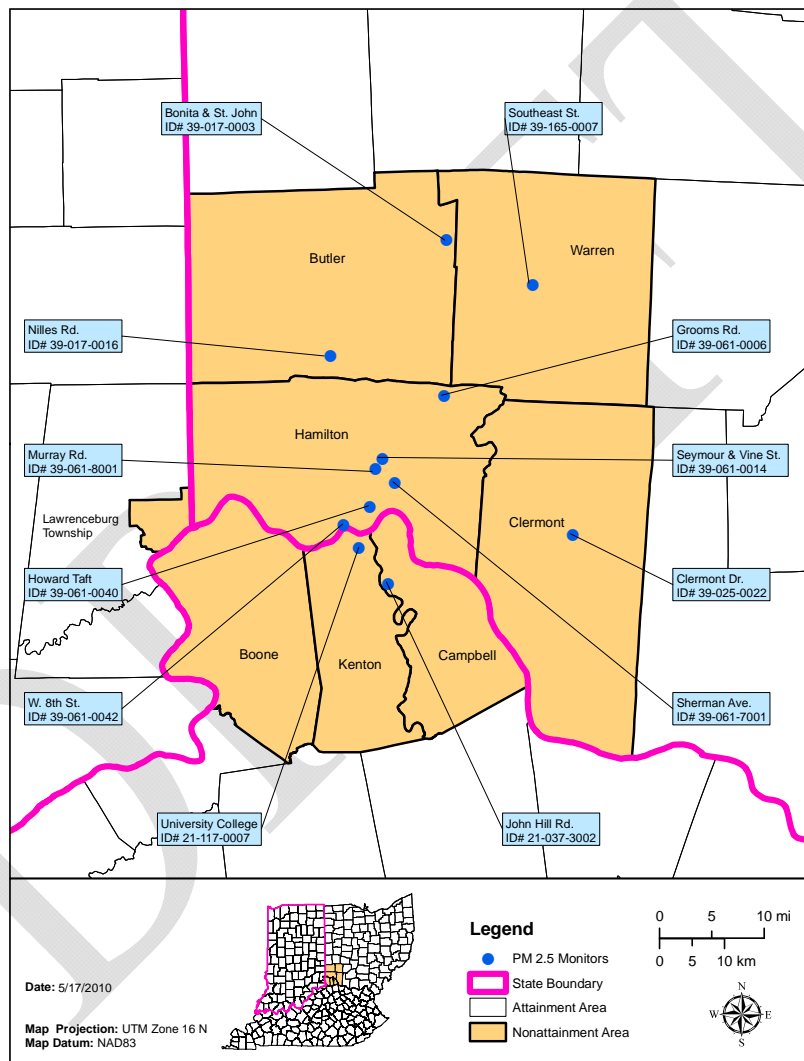 DRAFT
Bonita & St. John
ID# 39-017-0003
Southeast St.
ID# 39-165-0007
Butler
Warren
Nilles Rd.
ID# 39-017-0016
Grooms Rd.
ID# 39-061-0006
Hamilton
Murray Rd.
ID# 39-061-8001
Seymour & Vine St.
ID# 39-061-0014
Lawrenceburg
Township
Clermont
Howard Taft
ID# 39-061-0040
Clermont Dr.
ID# 39-025-0022
Boone
Kenton
Campbell
W. 8th St.
ID# 39-061-0042
Sherman Ave.
ID# 39-061-7001
University College
ID# 21-117-0007
John Hill Rd.
ID# 21-037-3002
Legend
PM 2.5 Monitors
State Boundary
Attainment Area
Nonattainment Area
0 5 10 mi
0 5 10 km
N
W E
S
Date: 5/17/2010
Map Projection: UTM Zone 16 N
Map Datum: NAD83